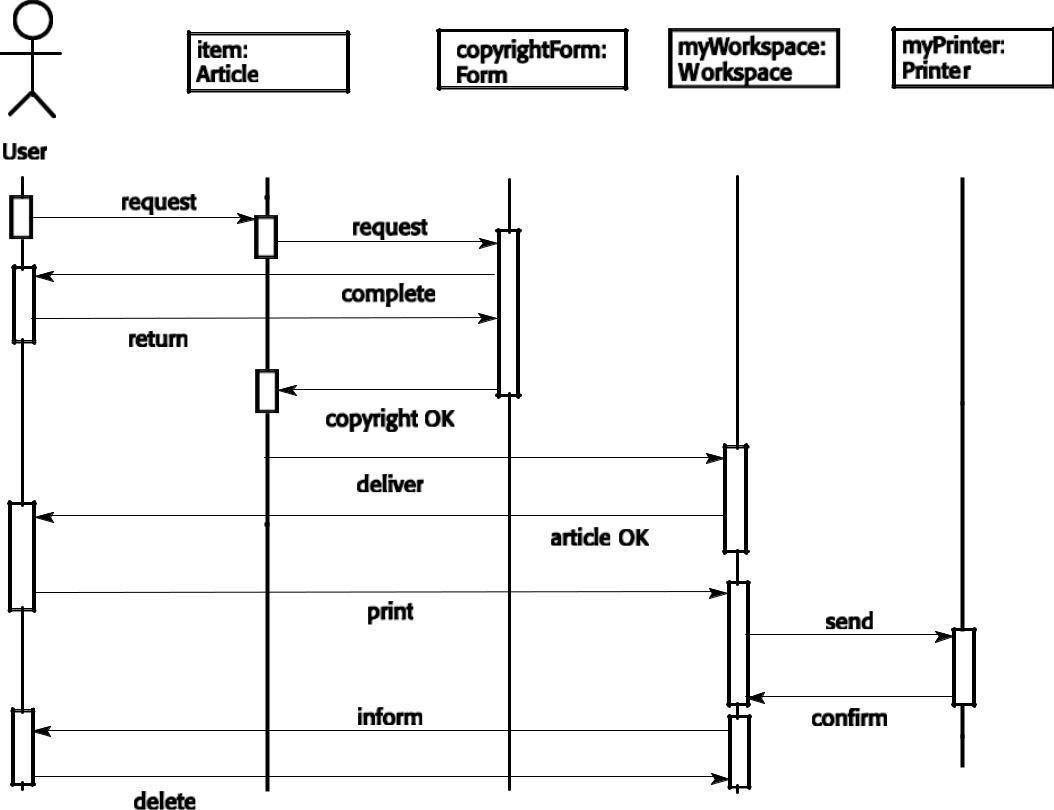 item:
Article
copyrightForm:
Form
myWorkspace:
Workspace
myPrinter:
Printer
User
request
request
complete
return
copyright OK
deliver
article OK
print
send
inform
confirm
delete